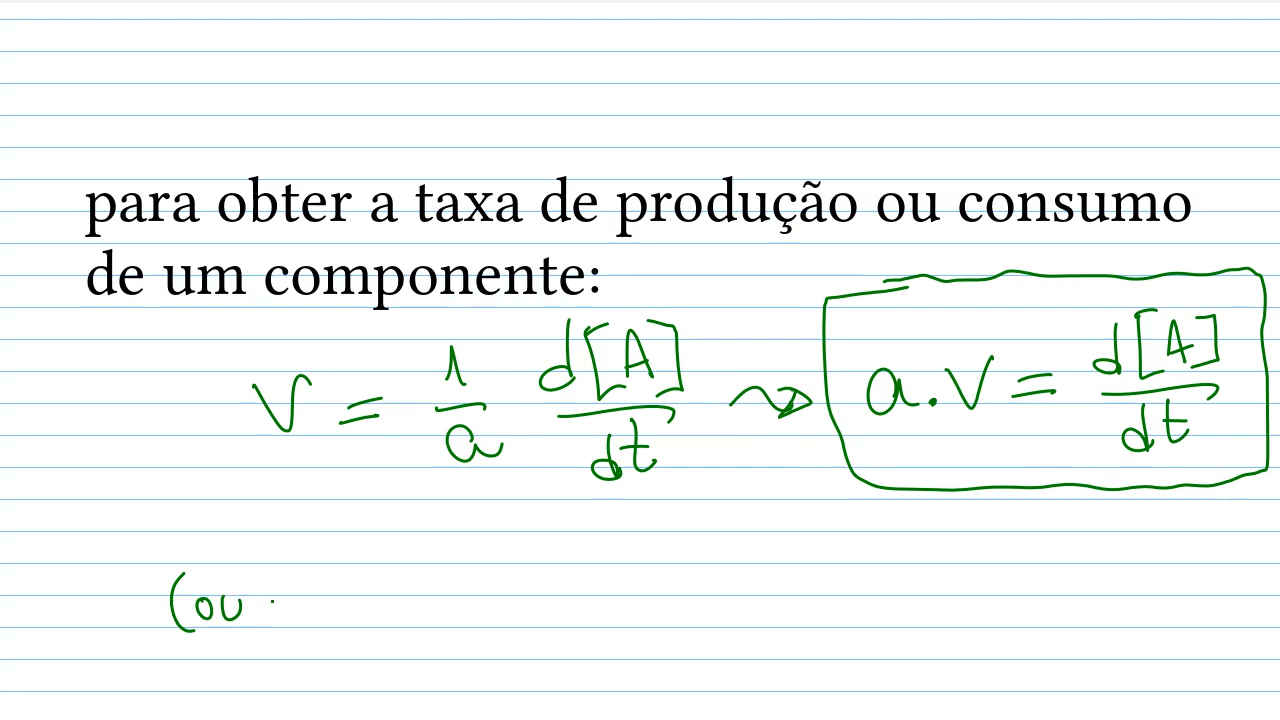 para obter a taxa de produção ou consumo
de um componente:
V = 1/a d[A]/dt ⇝ a.V = d[A]/dt
(ou